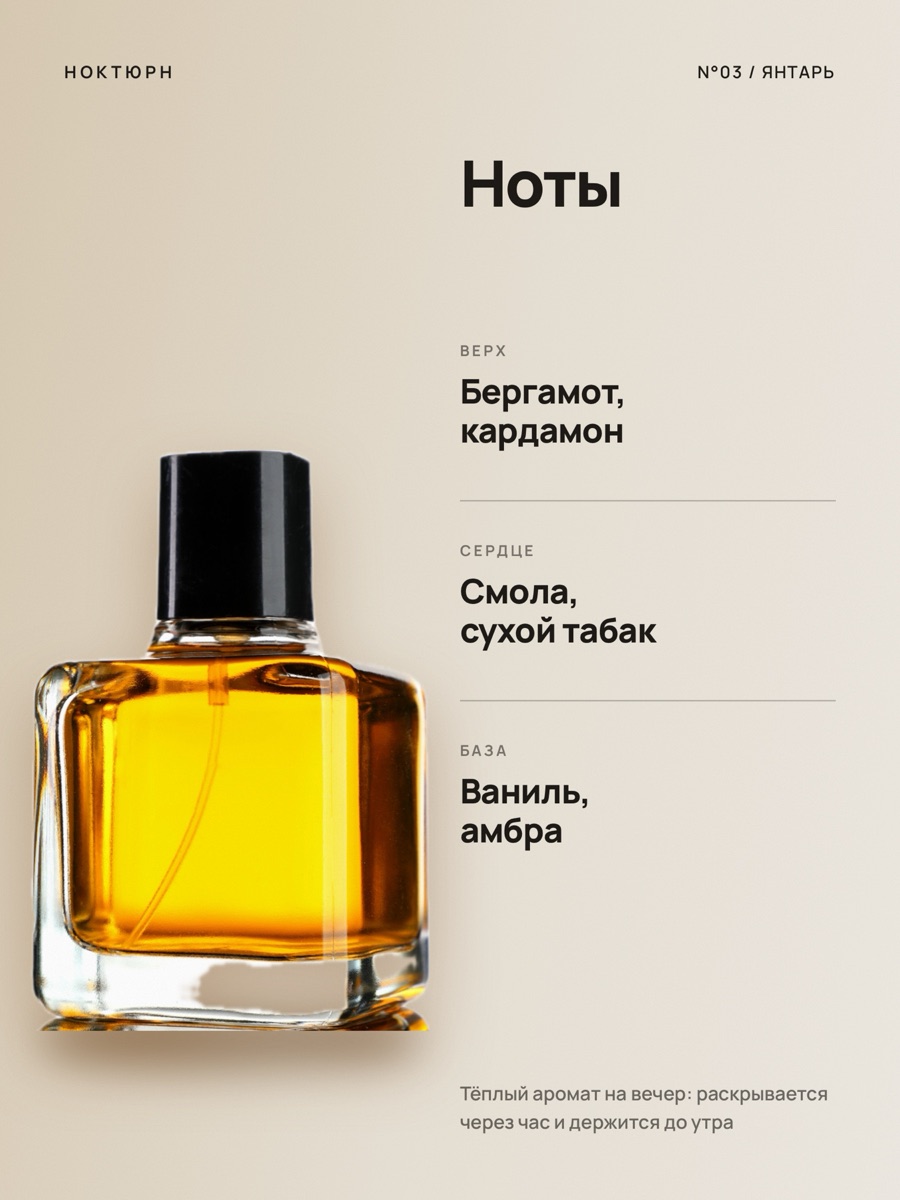 НОКТЮРН
N°03 / ЯНТАРЬ
Ноты
ВЕРХ
Бергамот,
кардамон
СЕРДЦЕ
Смола,
сухой табак
БАЗА
Ваниль,
амбра
Тёплый аромат на вечер: раскрывается
через час и держится до утра